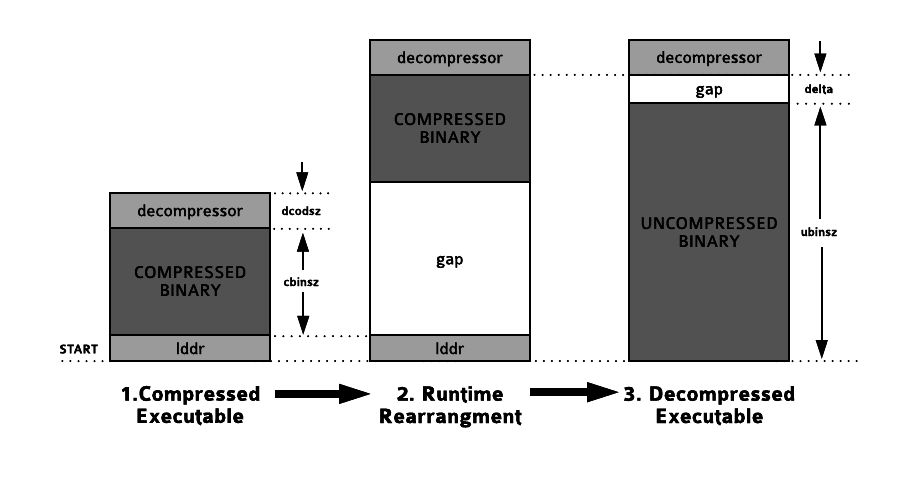 decompressor
COMPRESSED
BINARY
lddr
START
dcodsz
cbinsz
1.Compressed
Executable
decompressor
COMPRESSED
BINARY
gap
lddr
2. Runtime
Rearrangment
decompressor
gap
UNCOMPRESSED
BINARY
delta
ubinsz
3. Decompressed
Executable